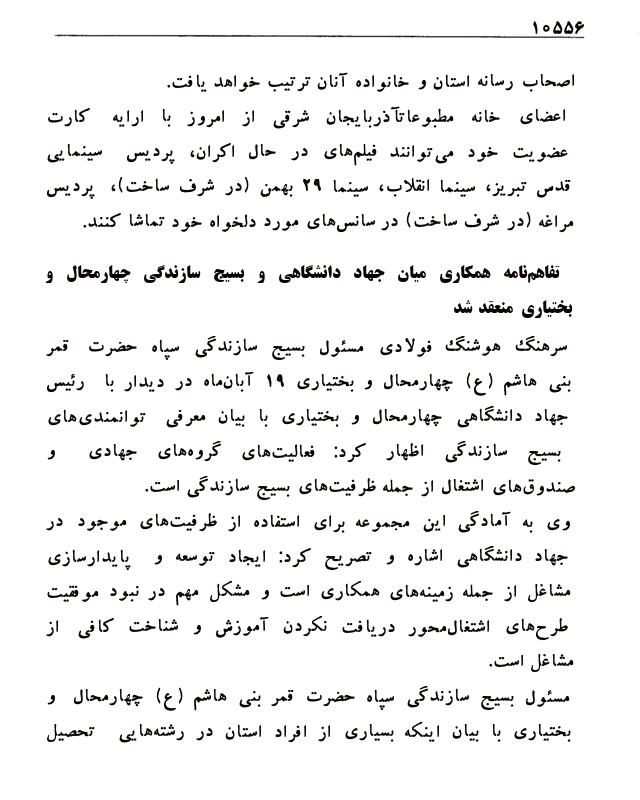 ۱۰۵۵۶
اصحاب رسانه استان و خانواده آنان ترتیب خواهد یافت.
اعضای خانه مطبوعاتآذربایجان شرقی از امروز با ارایه کارت
عضویت خود می‌توانند فیلم‌های در حال اکران، پردیس سینمایی
قدس تبریز، سینما انقلاب، سینما ۲۹ بهمن (در شرف ساخت)، پردیس
مراغه (در شرف ساخت) در سانس‌های مورد دلخواه خود تماشا کنند.
تفاهم‌نامه همکاری میان جهاد دانشگاهی و بسیج سازندگی چهارمحال و
بختیاری منعقد شد
سرهنگ هوشنگ فولادی مسئول بسیج سازندگی سپاه حضرت قمر
بنی هاشم (ع) چهارمحال و بختیاری ۱۹ آبان‌ماه در دیدار با رئیس
جهاد دانشگاهی چهارمحال و بختیاری با بیان معرفی توانمندی‌های
بسیج سازندگی اظهار کرد: فعالیت‌های گروه‌های جهادی و
صندوق‌های اشتغال از جمله ظرفیت‌های بسیج سازندگی است.
وی به آمادگی این مجموعه برای استفاده از ظرفیت‌های موجود در
جهاد دانشگاهی اشاره و تصریح کرد: ایجاد توسعه و پایدارسازی
مشاغل از جمله زمینه‌های همکاری است و مشکل مهم در نبود موفقیت
طرح‌های اشتغال‌محور دریافت نکردن آموزش و شناخت کافی از
مشاغل است.
مسئول بسیج سازندگی سپاه حضرت قمر بنی هاشم (ع) چهارمحال و
بختیاری با بیان اینکه بسیاری از افراد استان در رشته‌هایی تحصیل